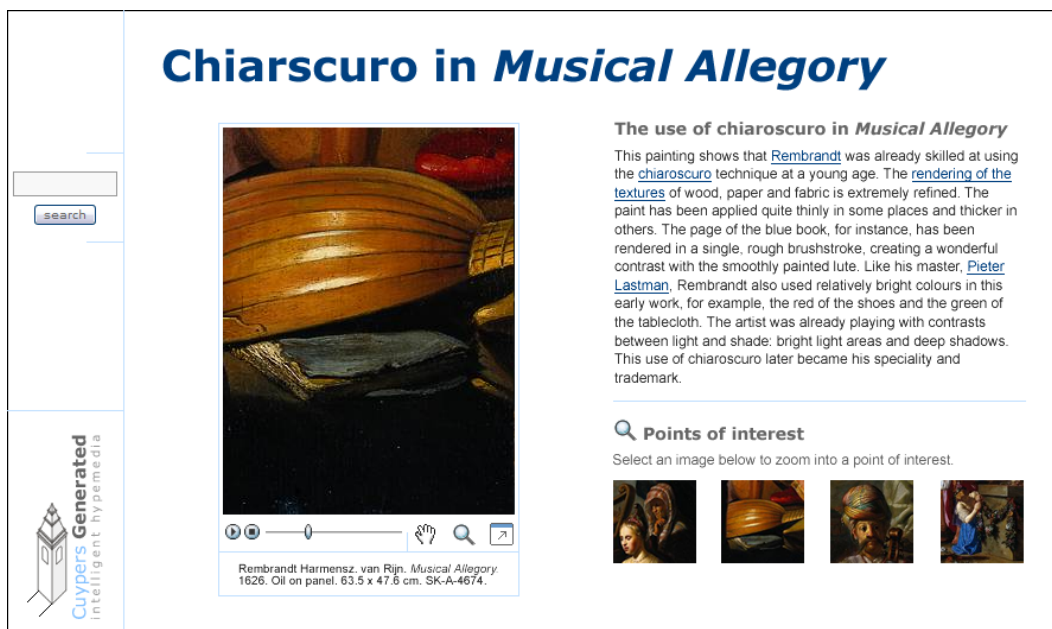 Chiarscuro in Musical Allegory
search
Cuypers Generated
intelligent hypemedia
Rembrandt Harmensz. van Rijn. Musical Allegory.
1626. Oil on panel. 63.5 x 47.6 cm. SK-A-4674.
The use of chiaroscuro in Musical Allegory
This painting shows that Rembrandt was already skilled at using
the chiaroscuro technique at a young age. The rendering of the
textures of wood, paper and fabric is extremely refined. The
paint has been applied quite thinly in some places and thicker in
others. The page of the blue book, for instance, has been
rendered in a single, rough brushstroke, creating a wonderful
contrast with the smoothly painted lute. Like his master, Pieter
Lastman, Rembrandt also used relatively bright colours in this
early work, for example, the red of the shoes and the green of
the tablecloth. The artist was already playing with contrasts
between light and shade: bright light areas and deep shadows.
This use of chiaroscuro later became his speciality and
trademark.
Points of interest
Select an image below to zoom into a point of interest.